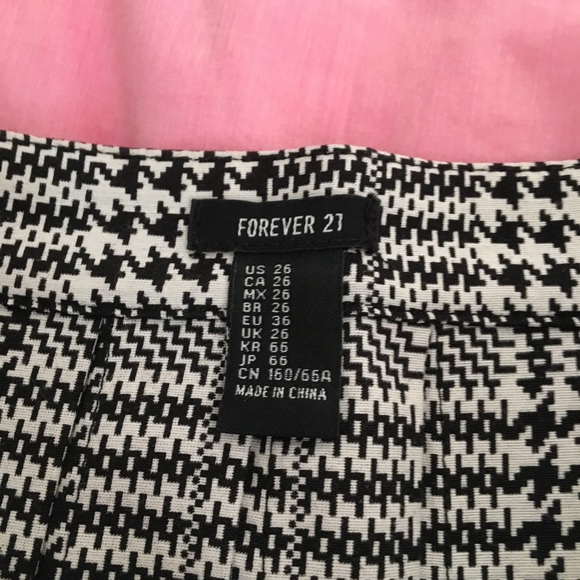 FOREVER 21
US 26
CA 26
MX 26
BR 26
EU 36
UK 26
KR 66
JP 66
CN 160/66A
MADE IN CHINA